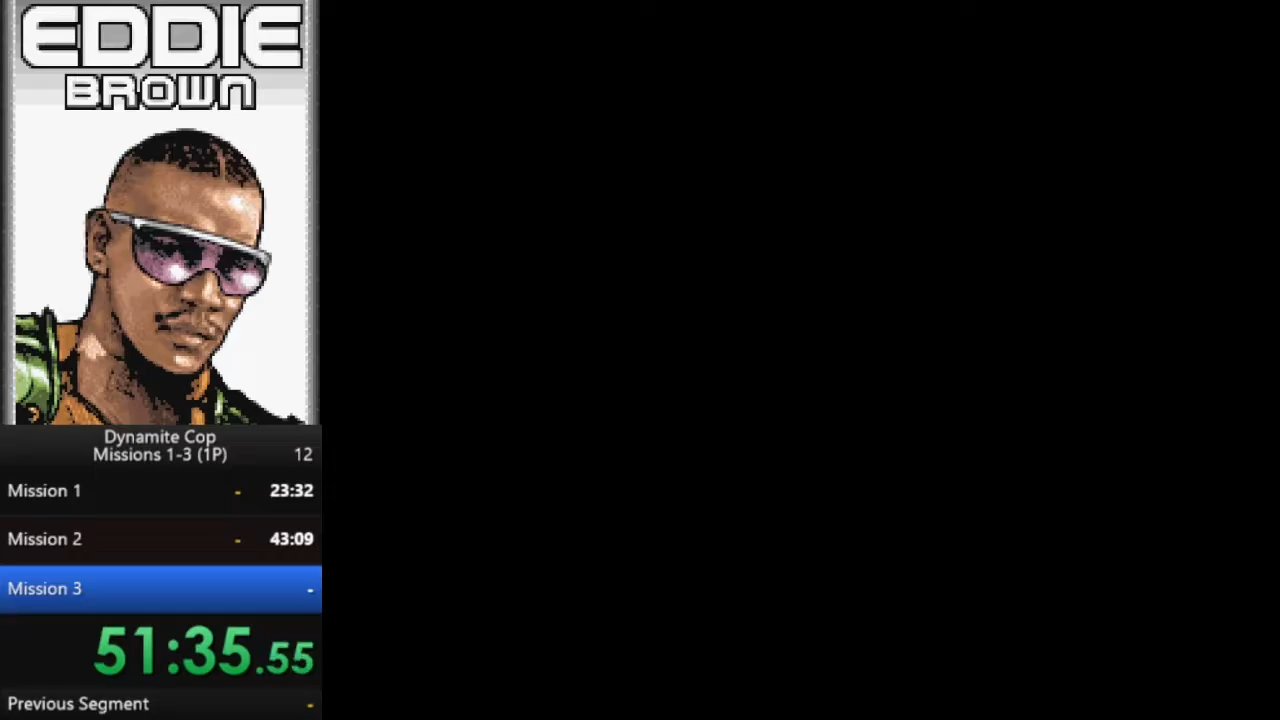 EDDIE
BROWN
Dynamite Cop
Missions 1-3 (1P) 12
Mission 1 - 23:32
Mission 2 - 43:09
Mission 3 -
51:35.55
Previous Segment -